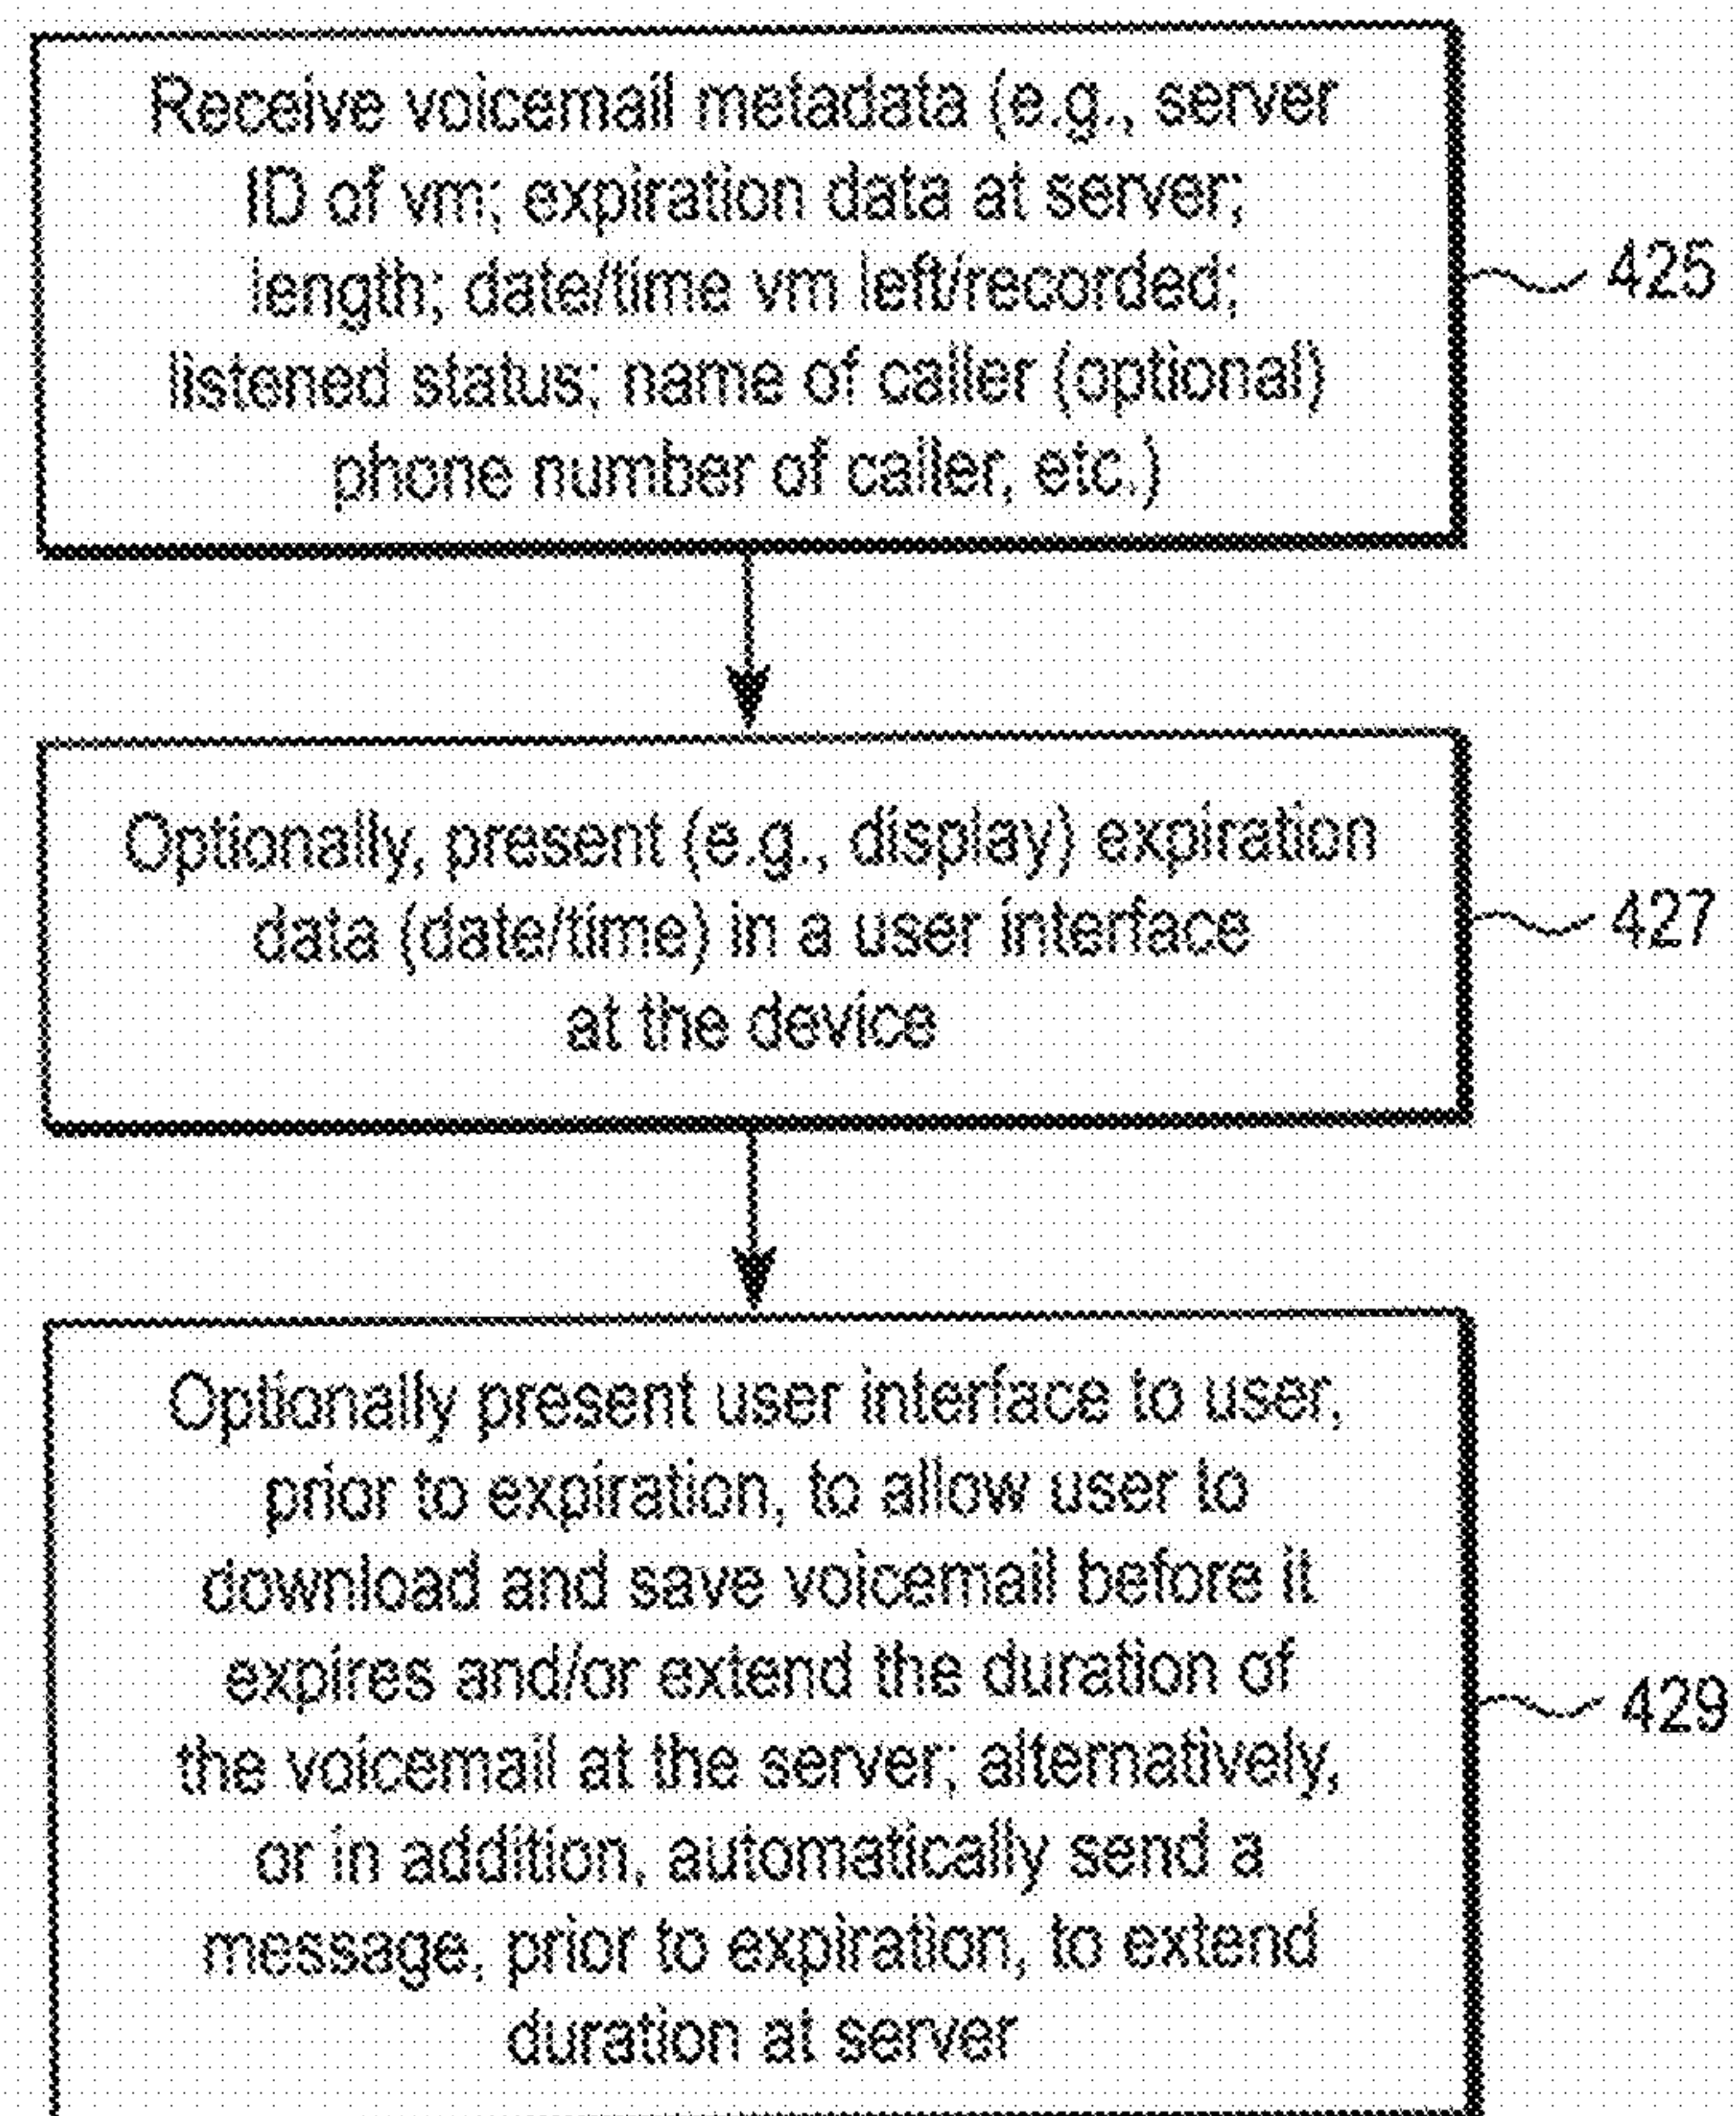 Receive voicemail metadata (e.g., server
ID of vm; expiration data at server;
length; date/time vm left/recorded;
listened status; name of caller (optional)
phone number of caller, etc.)
425
Optionally, present (e.g., display) expiration
data (date/time) in a user interface
at the device
427
Optionally present user interface to user,
prior to expiration, to allow user to
download and save voicemail before it
expires and/or extend the duration of
the voicemail at the server; alternatively,
or in addition, automatically send a
message, prior to expiration, to extend
duration at server
429